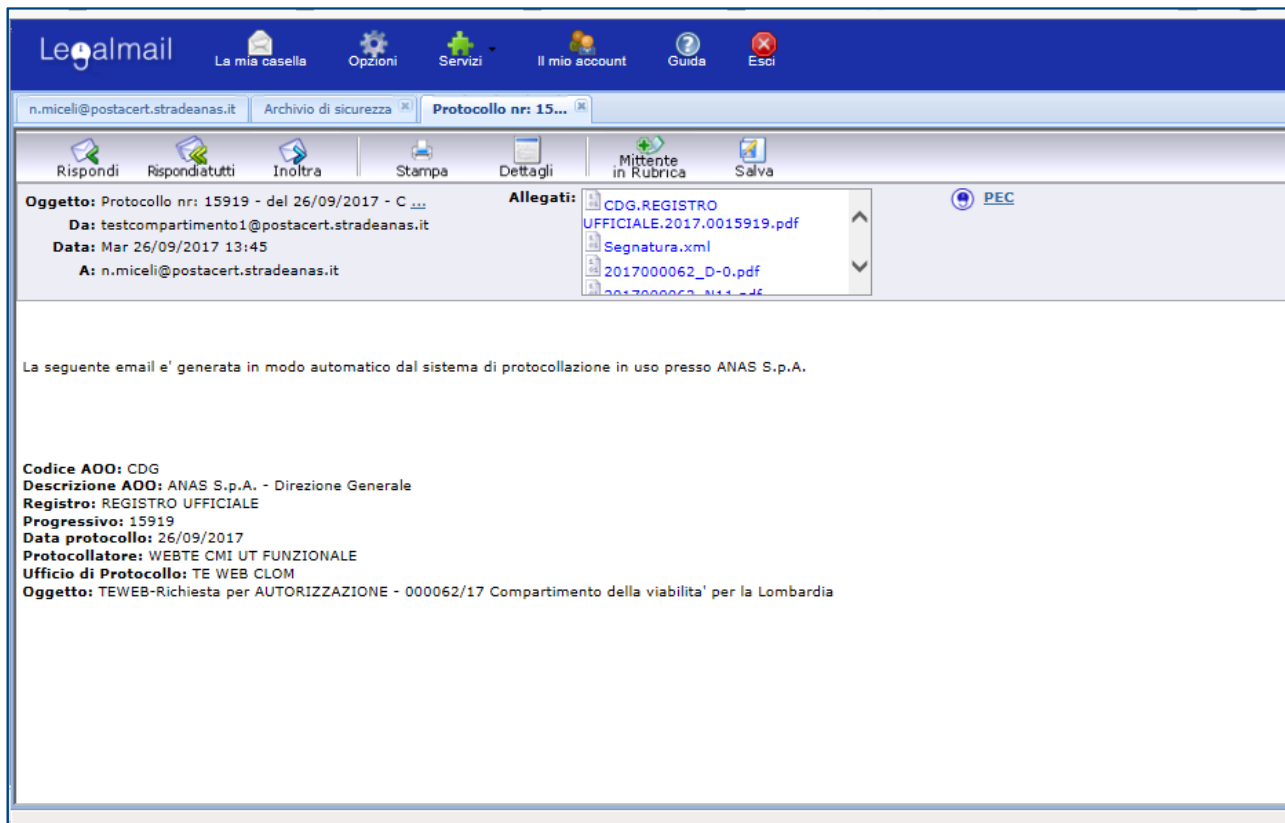 Legalmail
La mia casella
Opzioni
Servizi
Il mio account
Guida
Esci
n.miceli@postacert.stradeanas.it
Archivio di sicurezza
Protocollo nr: 15...
Rispondi
Rispondiatutti
Inoltra
Stampa
Dettagli
Mittente
in Rubrica
Salva
Oggetto: Protocollo nr: 15919 - del 26/09/2017 - C ...
Da: testcompartimento1@postacert.stradeanas.it
Data: Mar 26/09/2017 13:45
A: n.miceli@postacert.stradeanas.it
Allegati:
CDG.REGISTRO
UFFICIALE.2017.0015919.pdf
Segnatura.xml
2017000062_D-0.pdf
2017000062_N11.pdf
PEC
La seguente email e' generata in modo automatico dal sistema di protocollazione in uso presso ANAS S.p.A.
Codice AOO: CDG
Descrizione AOO: ANAS S.p.A. - Direzione Generale
Registro: REGISTRO UFFICIALE
Progressivo: 15919
Data protocollo: 26/09/2017
Protocollatore: WEBTE CMI UT FUNZIONALE
Ufficio di Protocollo: TE WEB CLOM
Oggetto: TEWEB-Richiesta per AUTORIZZAZIONE - 000062/17 Compartimento della viabilita' per la Lombardia